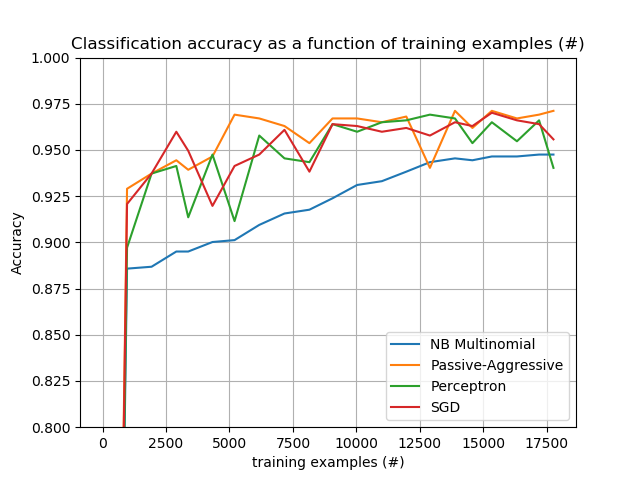 Classification accuracy as a function of training examples (#)
1.000
0.975
0.950
0.925
0.900
0.875
0.850
0.825
0.800
Accuracy
NB Multinomial
Passive-Aggressive
Perceptron
SGD
0 2500 5000 7500 10000 12500 15000 17500
training examples (#)